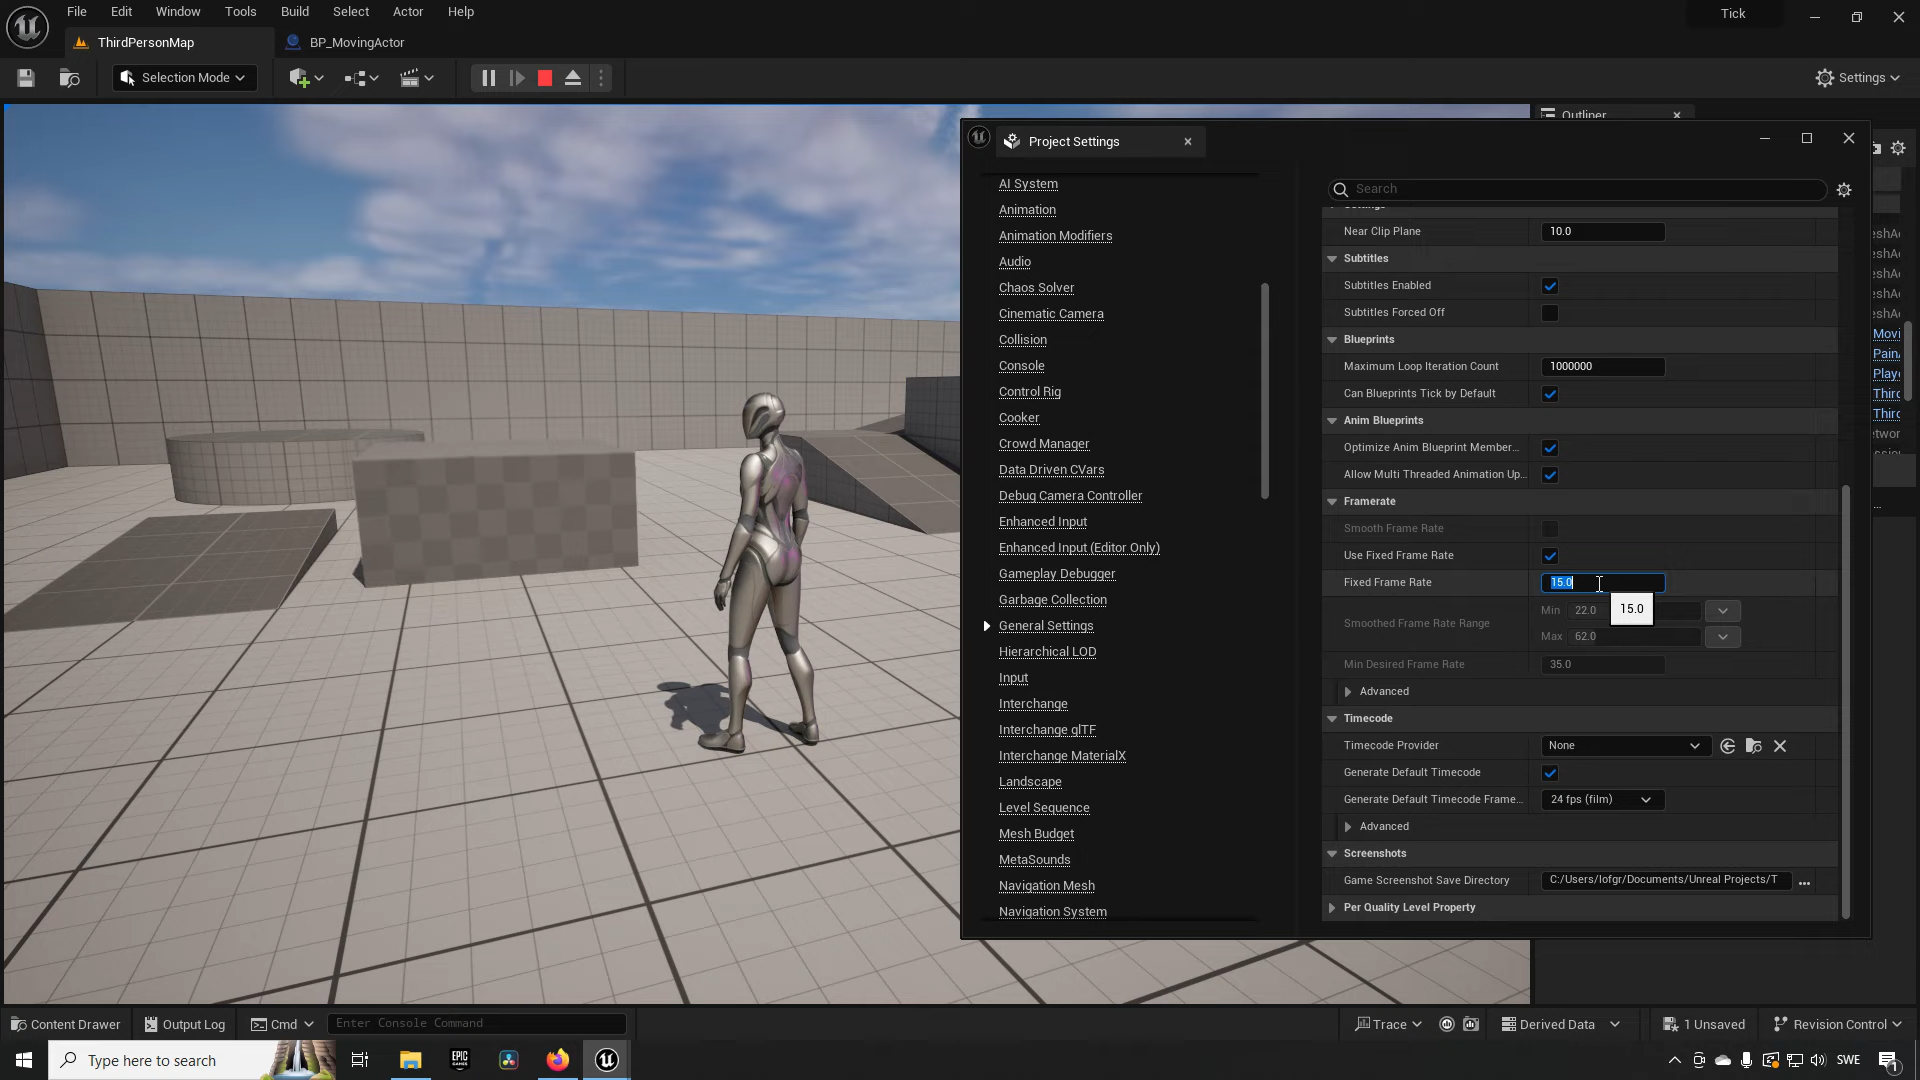 File Edit Window Tools Build Select Actor Help
Tick
ThirdPersonMap
BP_MovingActor
Selection Mode
Settings
Outliner
Project Settings
AI System
Animation
Animation Modifiers
Audio
Chaos Solver
Cinematic Camera
Collision
Console
Control Rig
Cooker
Crowd Manager
Data Driven CVars
Debug Camera Controller
Enhanced Input
Enhanced Input (Editor Only)
Gameplay Debugger
Garbage Collection
General Settings
Hierarchical LOD
Input
Interchange
Interchange glTF
Interchange MaterialX
Landscape
Level Sequence
Mesh Budget
MetaSounds
Navigation Mesh
Navigation System
Search
Near Clip Plane 10.0
Subtitles
Subtitles Enabled
Subtitles Forced Off
Blueprints
Maximum Loop Iteration Count 1000000
Can Blueprints Tick by Default
Anim Blueprints
Optimize Anim Blueprint Member...
Allow Multi Threaded Animation Up...
Framerate
Smooth Frame Rate
Use Fixed Frame Rate
Fixed Frame Rate 15.0
15.0
Smoothed Frame Rate Range
Min 22.0
Max 62.0
Min Desired Frame Rate 35.0
Advanced
Timecode
Timecode Provider None
Generate Default Timecode
Generate Default Timecode Frame... 24 fps (film)
Advanced
Screenshots
Game Screenshot Save Directory C:/Users/lofgr/Documents/Unreal Projects/T ...
Per Quality Level Property
Movi
Pain
Play
Thir
Thir
Content Drawer
Output Log
Cmd
Enter Console Command
Trace
Derived Data
1 Unsaved
Revision Control
Type here to search
EPIC
SWE
1